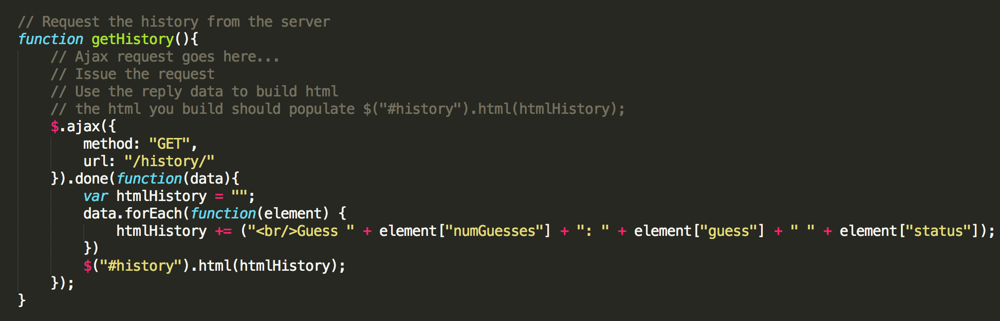 // Request the history from the server
function getHistory(){
    // Ajax request goes here...
    // Issue the request
    // Use the reply data to build html
    // the html you build should populate $("#history").html(htmlHistory);
    $.ajax({
        method: "GET",
        url: "/history/"
    }).done(function(data){
        var htmlHistory = "";
        data.forEach(function(element) {
            htmlHistory += ("<br/>Guess " + element["numGuesses"] + ": " + element["guess"] + " " + element["status"]);
        })
        $("#history").html(htmlHistory);
    });
}